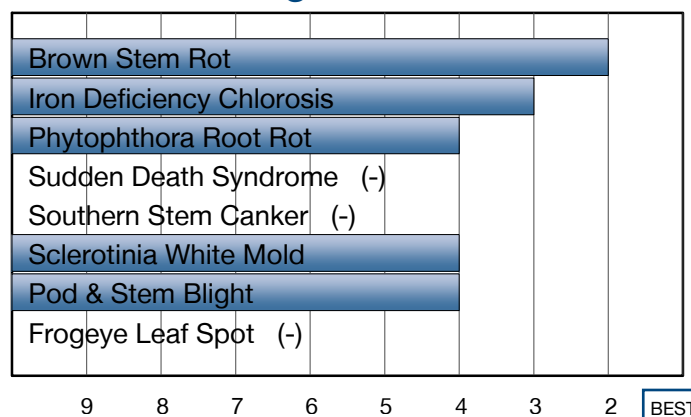 Brown Stem Rot
Iron Deficiency Chlorosis
Phytophthora Root Rot
Sudden Death Syndrome (-)
Southern Stem Canker (-)
Sclerotinia White Mold
Pod & Stem Blight
Frogeye Leaf Spot (-)
9 8 7 6 5 4 3 2 BEST